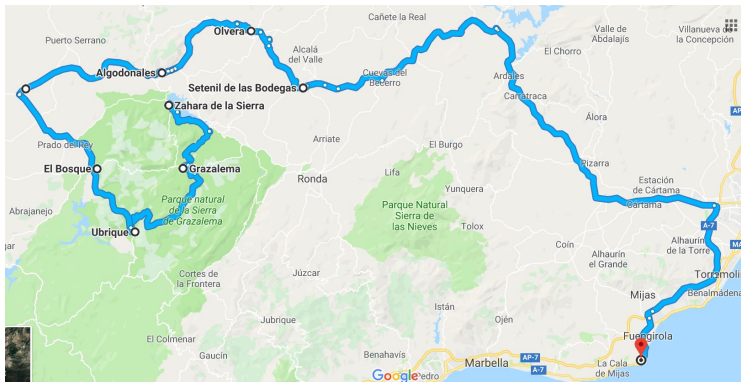 Cañete la Real
Puerto Serrano
Olvera
Alcalá
del Valle
Valle de
Abdalajís
Villanueva de
la Concepción
El Chorro
Algodonales
Setenil de las Bodegas
Cuevas del
Becerro
Ardales
Carratraca
Zahara de la Sierra
Álora
Prado del Rey
Arriate
El Burgo
El Bosque
Grazalema
Ronda
Lifa
Yunquera
Pizarra
Estación
de Cártama
Cártama
Abrajanejo
Parque natural
de la Sierra
de Grazalema
Parque Natural
Sierra de
las Nieves
Tolox
Ubrique
A-7
Coín
Alhaurín
de la Torre
Alhaurín
el Grande
Cortes de
la Frontera
Júzcar
Torremoli
Mijas
Benalmádena
Istán
Ojén
Jubrique
Fuengirola
El Colmenar
Gaucín
Benahavís
Marbella
AP-7
A-7
La Cala
de Mijas
Google
Pedro